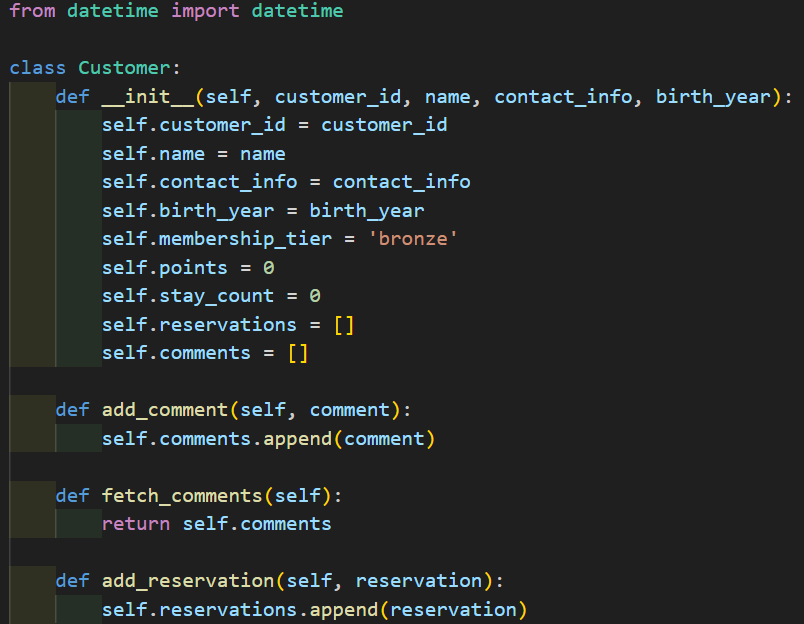 from datetime import datetime
class Customer:
    def __init__(self, customer_id, name, contact_info, birth_year):
        self.customer_id = customer_id
        self.name = name
        self.contact_info = contact_info
        self.birth_year = birth_year
        self.membership_tier = 'bronze'
        self.points = 0
        self.stay_count = 0
        self.reservations = []
        self.comments = []
    def add_comment(self, comment):
        self.comments.append(comment)
    def fetch_comments(self):
        return self.comments
    def add_reservation(self, reservation):
        self.reservations.append(reservation)